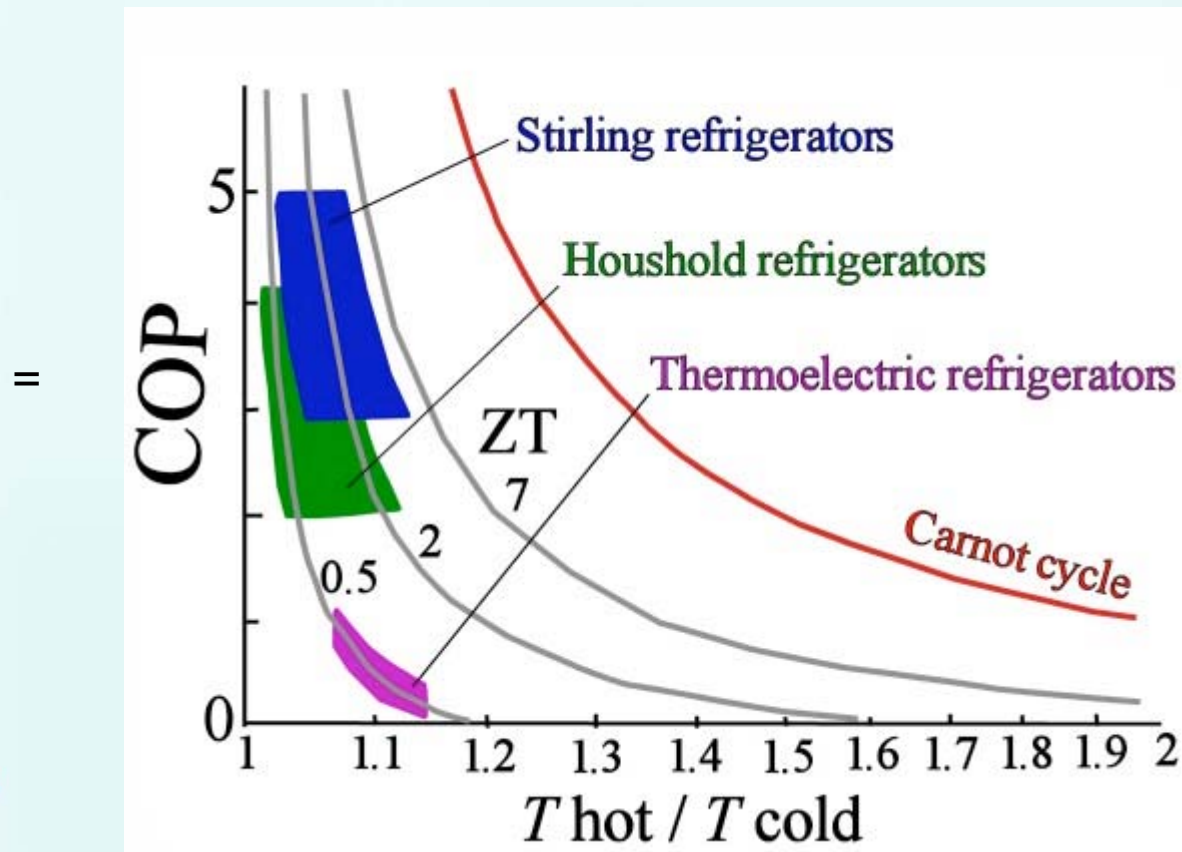 Stirling refrigerators
5
Houshold refrigerators
=
COP
Thermoelectric refrigerators
ZT
7
2
0.5
Carnot cycle
0
1 1.1 1.2 1.3 1.4 1.5 1.6 1.7 1.8 1.9 2
T hot / T cold